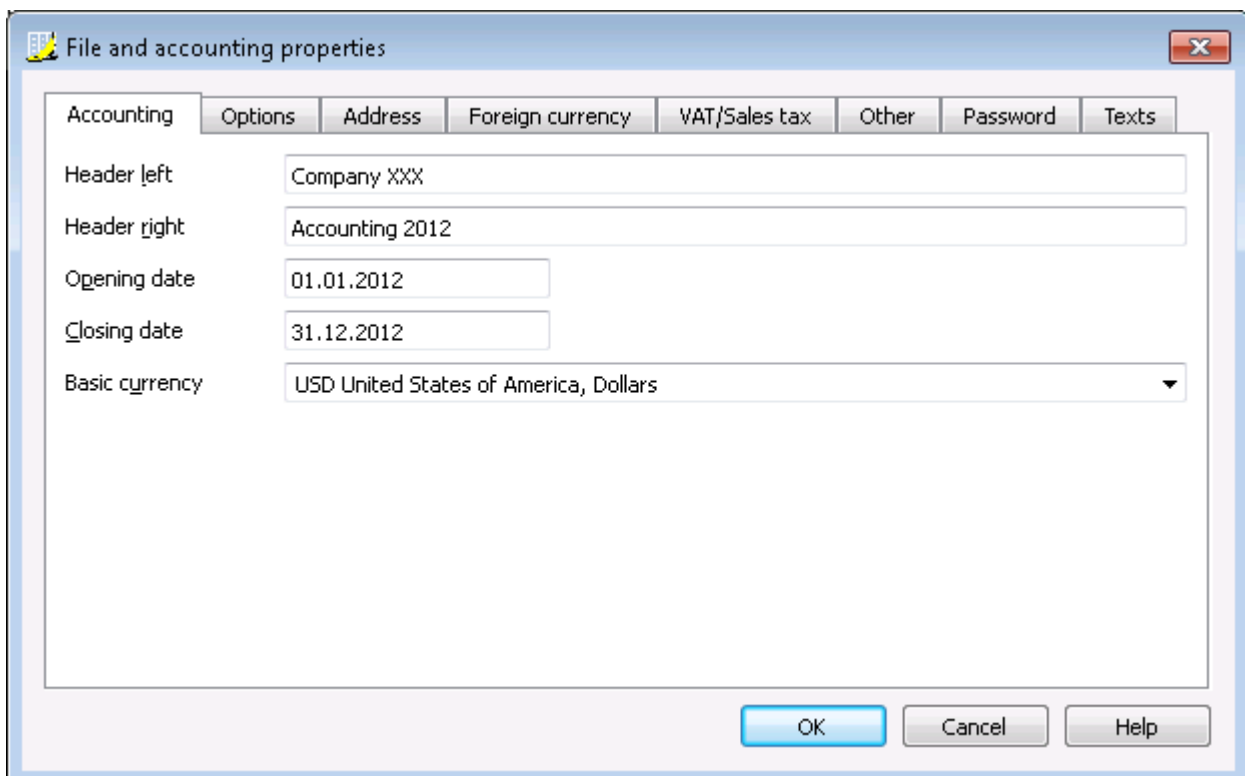 File and accounting properties
Accounting Options Address Foreign currency VAT/Sales tax Other Password Texts
Header left Company XXX
Header right Accounting 2012
Opening date 01.01.2012
Closing date 31.12.2012
Basic currency USD United States of America, Dollars
OK Cancel Help